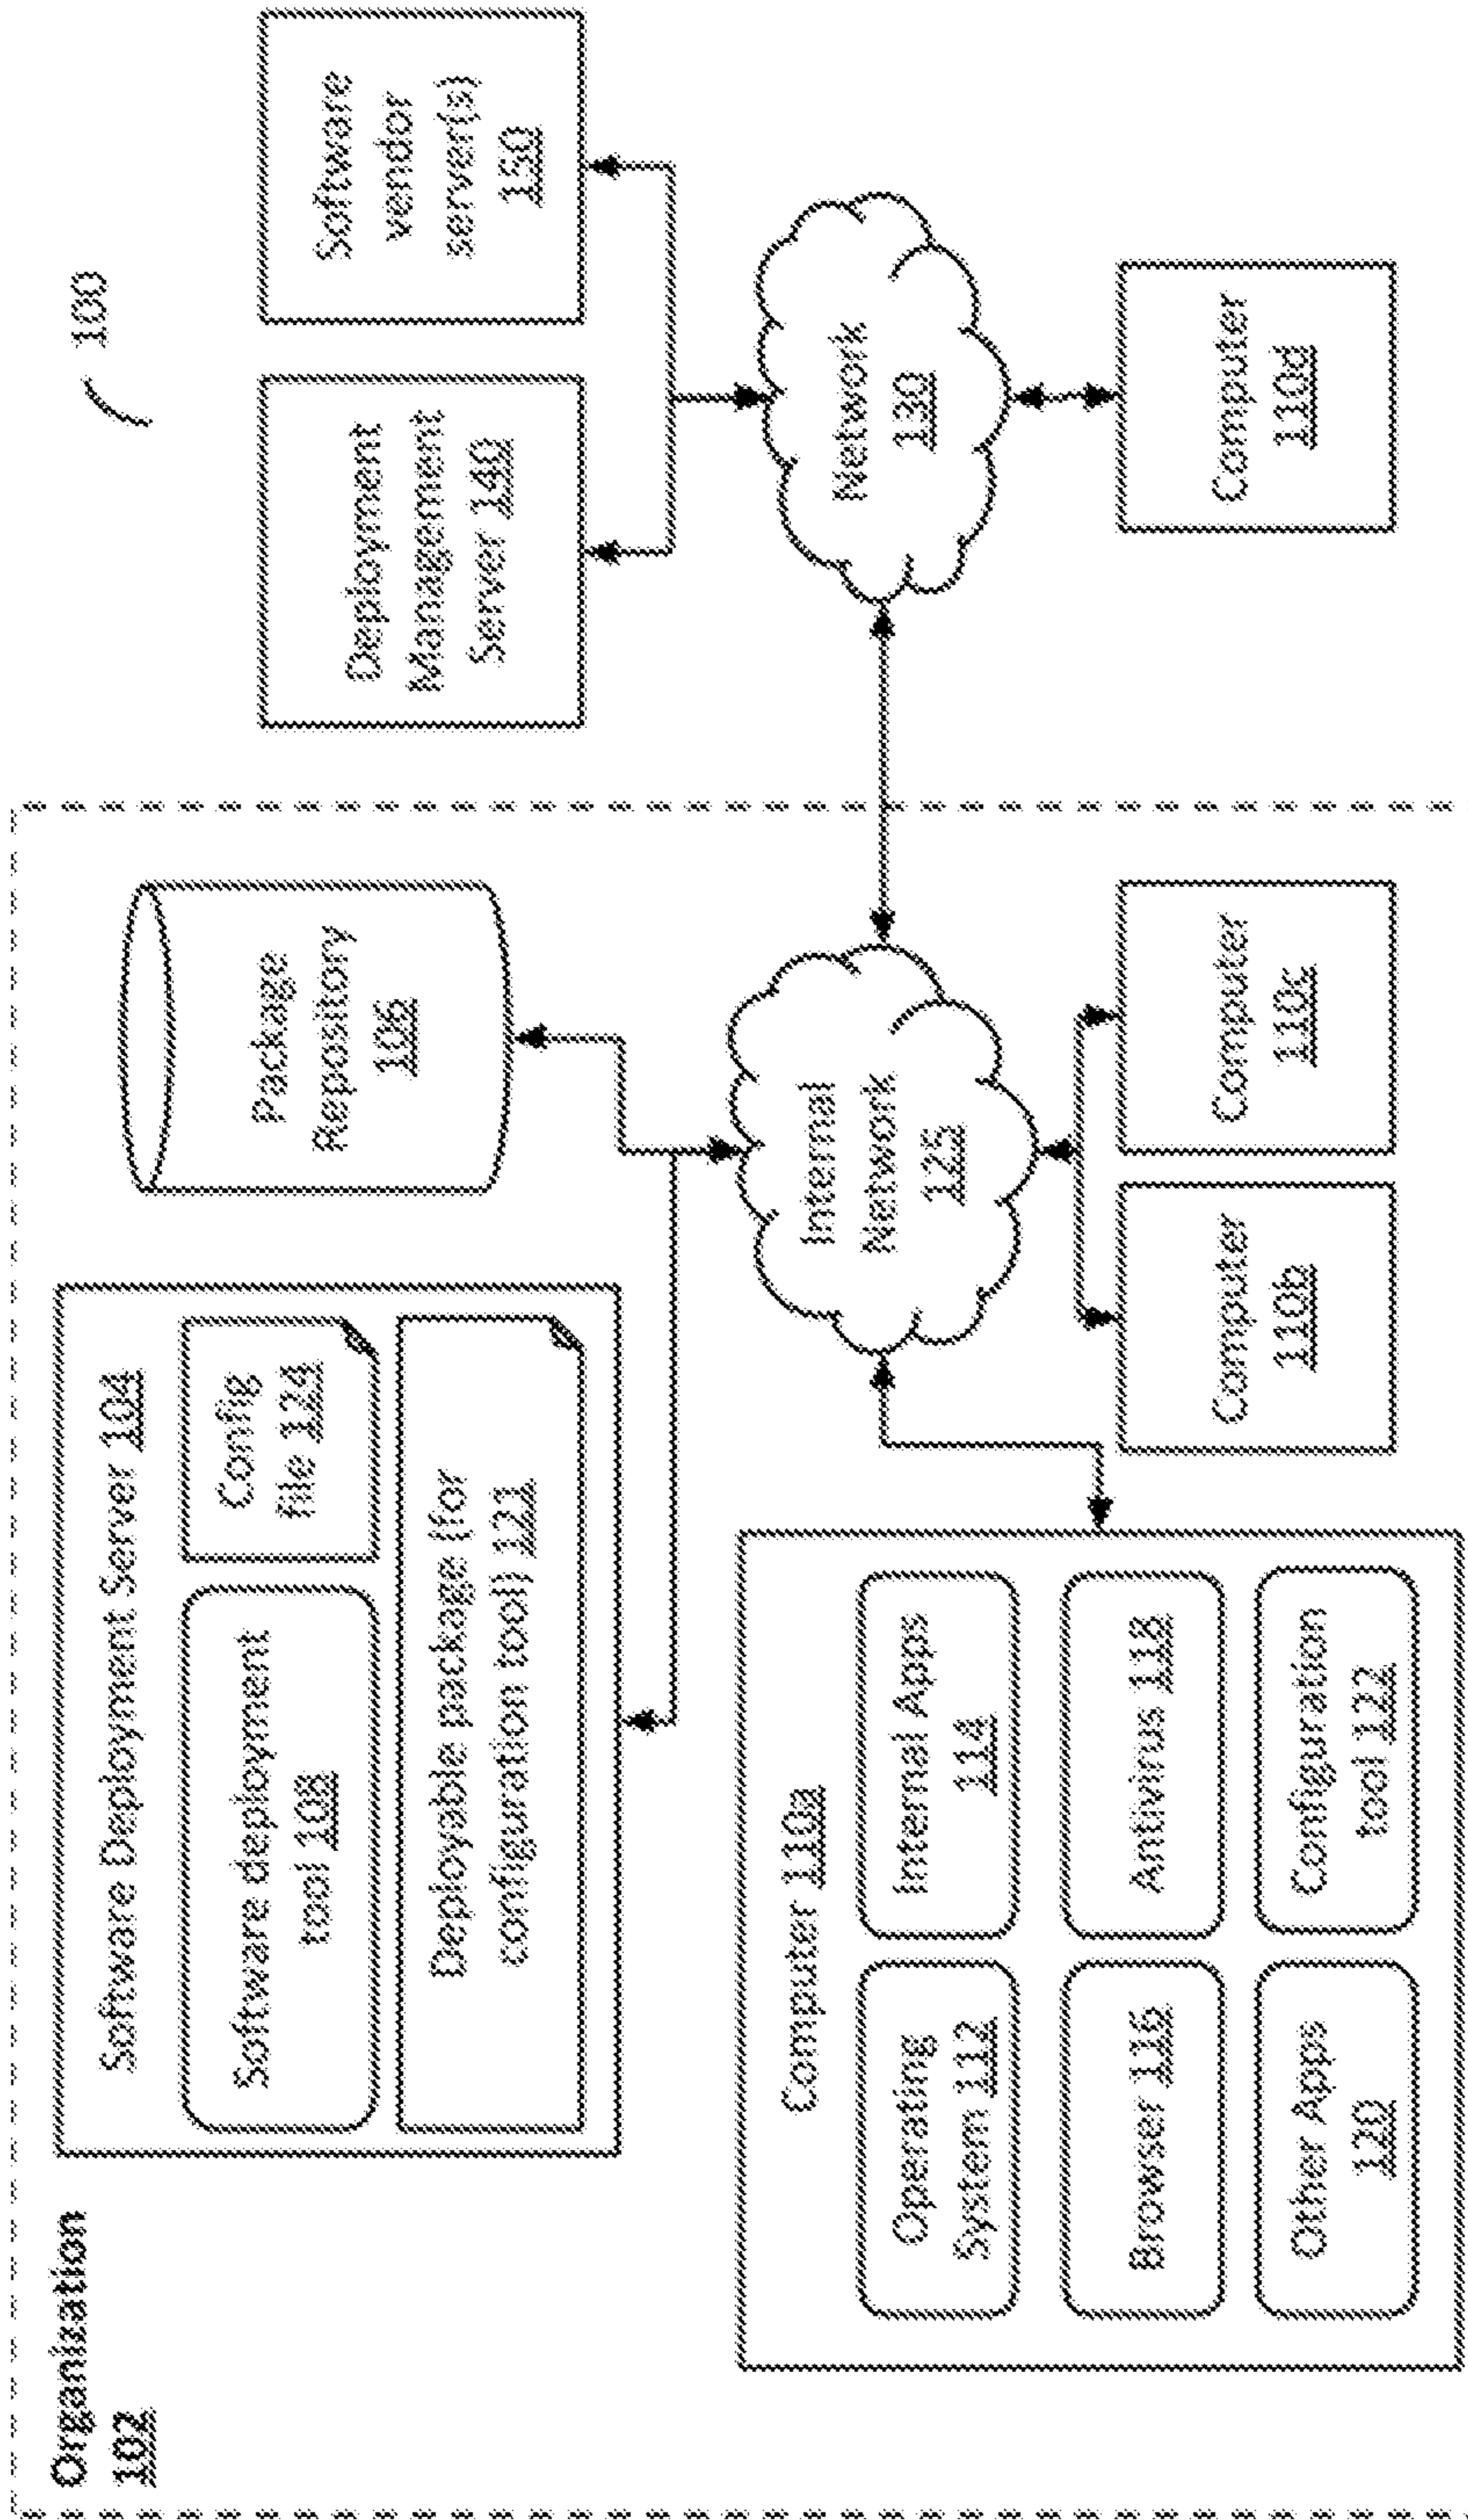 Organization
102
Software Deployment Server 104
Software deployment
tool 108
Config
file 124
Deployable package (for
configuration tool) 121
Package
Repository
106
100
Deployment
Management
Server 140
Software
vendor
server(s)
150
Computer 110a
Operating
System 112
Internal Apps
114
Browser 116
Antivirus 118
Other Apps
120
Configuration
tool 122
Internal
Network
125
Network
130
Computer
110b
Computer
110c
Computer
110d